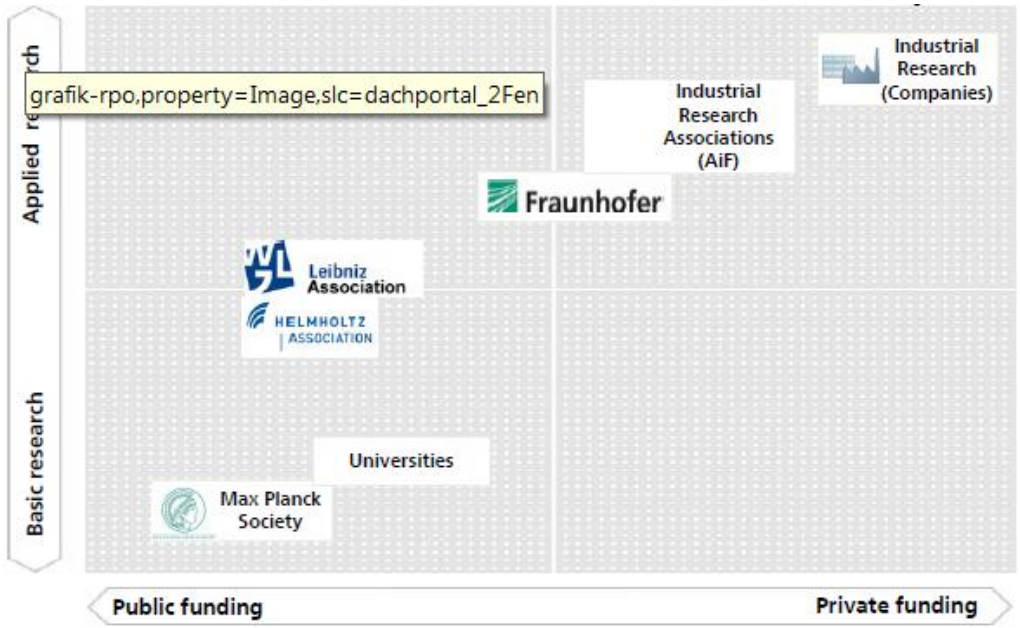 Industrial
Research
(Companies)
grafik-rpo,property=Image,slc=dachportal_2Fen
Industrial
Research
Associations
(AiF)
Applied
Fraunhofer
Leibniz
Association
HELMHOLTZ
ASSOCIATION
Basic research
Universities
Max Planck
Society
Public funding
Private funding